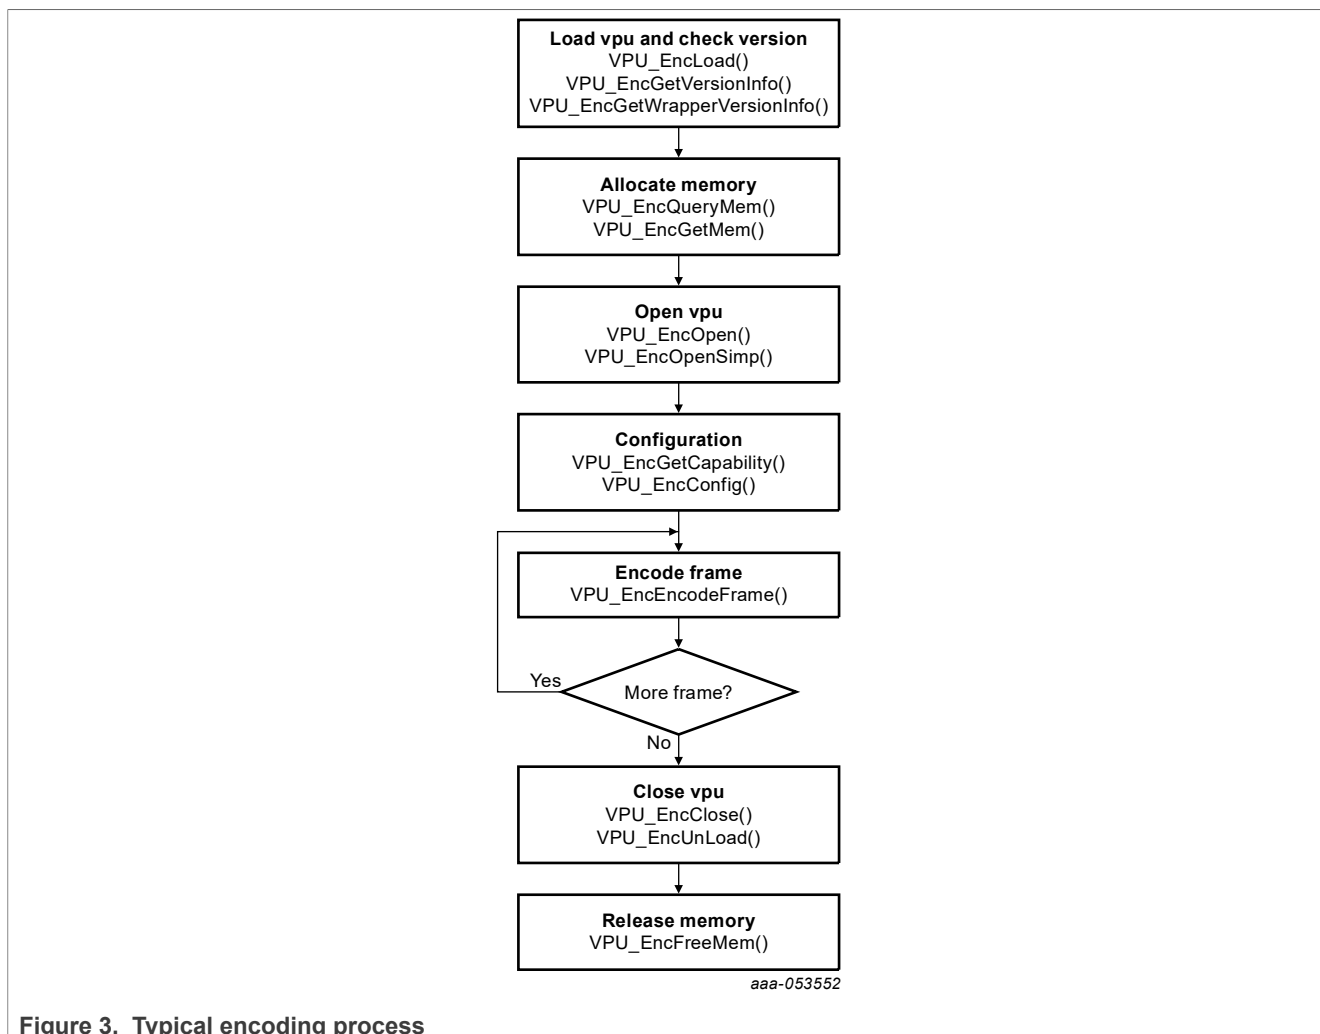 Load vpu and check version
VPU_EncLoad()
VPU_EncGetVersionInfo()
VPU_EncGetWrapperVersionInfo()
Allocate memory
VPU_EncQueryMem()
VPU_EncGetMem()
Open vpu
VPU_EncOpen()
VPU_EncOpenSimp()
Configuration
VPU_EncGetCapability()
VPU_EncConfig()
Encode frame
VPU_EncEncodeFrame()
Yes
More frame?
No
Close vpu
VPU_EncClose()
VPU_EncUnLoad()
Release memory
VPU_EncFreeMem()
aaa-053552
Figure 3. Typical encoding process